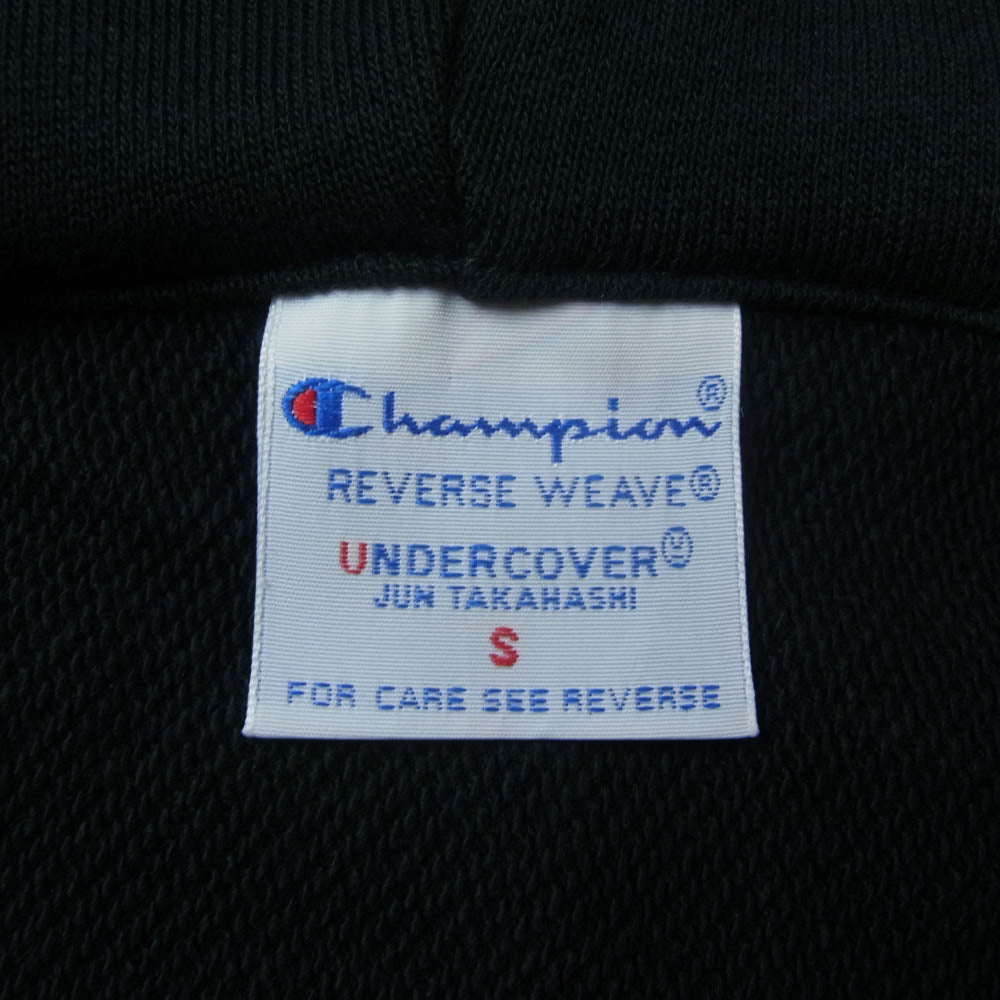 Champion®
REVERSE WEAVE®
UNDERCOVER
JUN TAKAHASHI
S
FOR CARE SEE REVERSE